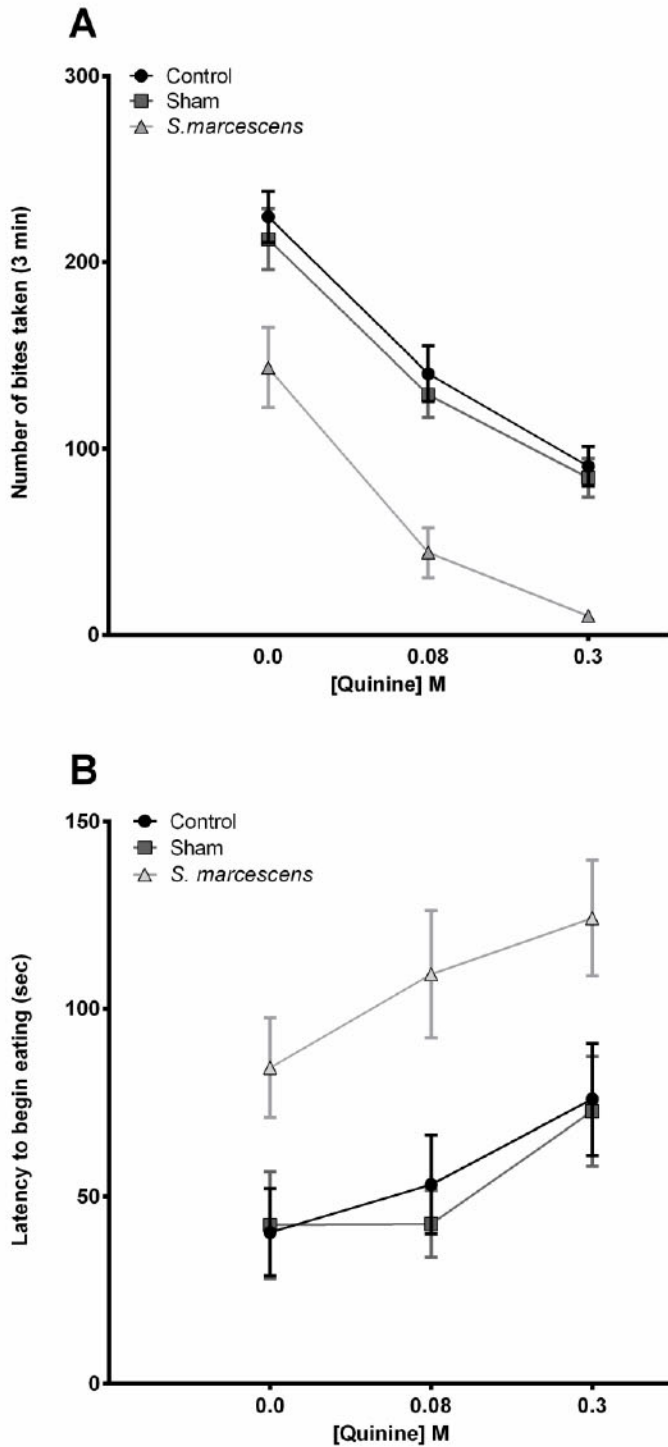 A
300
Control
Sham
S.marcescens
Number of bites taken (3 min)
200
100
0
0.0 0.08 0.3
[Quinine] M
B
150
Control
Sham
S. marcescens
Latency to begin eating (sec)
100
50
0
0.0 0.08 0.3
[Quinine] M